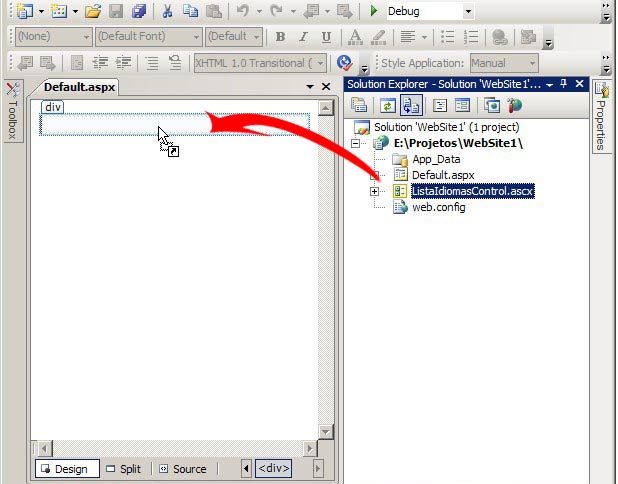 Debug
(None) (Default Font) (Default B I U A
XHTML 1.0 Transitional ( Style Application: Manual
Toolbox
Default.aspx
div
Design Split Source <div>
Solution Explorer - Solution 'WebSite1'...
Solution 'WebSite1' (1 project)
E:\Projetos\WebSite1\
App_Data
Default.aspx
ListaIdiomasControl.ascx
web.config
Properties